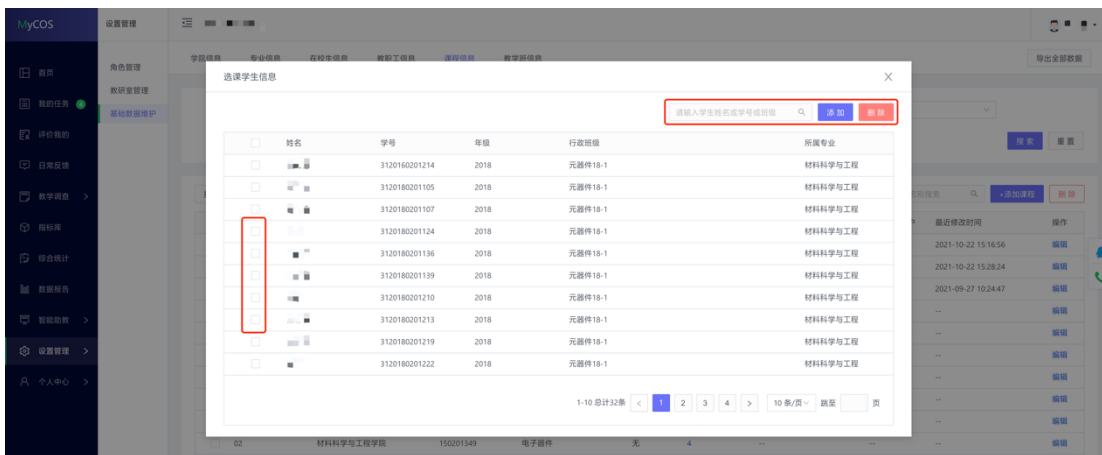 MyCOS
设置管理
首页
我的任务 4
评价我的
日常反馈
教学调查
指标库
综合统计
数据报告
智能助教
设置管理
个人中心
角色管理
教研室管理
基础数据维护
学院信息 专业信息 在校生信息 教职工信息 课程信息 教学班信息 导出全部数据
搜索 重置
+添加课程 删除
最近修改时间 操作
2021-10-22 15:16:56 编辑
2021-10-22 15:28:24 编辑
2021-09-27 10:24:47 编辑
-- 编辑
-- 编辑
-- 编辑
-- 编辑
-- 编辑
-- 编辑
02 材料科学与工程学院 150201349 电子器件 无 4 -- -- -- 编辑
选课学生信息
请输入学生姓名或学号或班级 添加 删除
姓名 学号 年级 行政班级 所属专业
3120160201214 2018 元器件18-1 材料科学与工程
3120180201105 2018 元器件18-1 材料科学与工程
3120180201107 2018 元器件18-1 材料科学与工程
3120180201124 2018 元器件18-1 材料科学与工程
3120180201136 2018 元器件18-1 材料科学与工程
3120180201139 2018 元器件18-1 材料科学与工程
3120180201210 2018 元器件18-1 材料科学与工程
3120180201213 2018 元器件18-1 材料科学与工程
3120180201219 2018 元器件18-1 材料科学与工程
3120180201222 2018 元器件18-1 材料科学与工程
1-10 总计32条 < 1 2 3 4 > 10 条/页 跳至 页